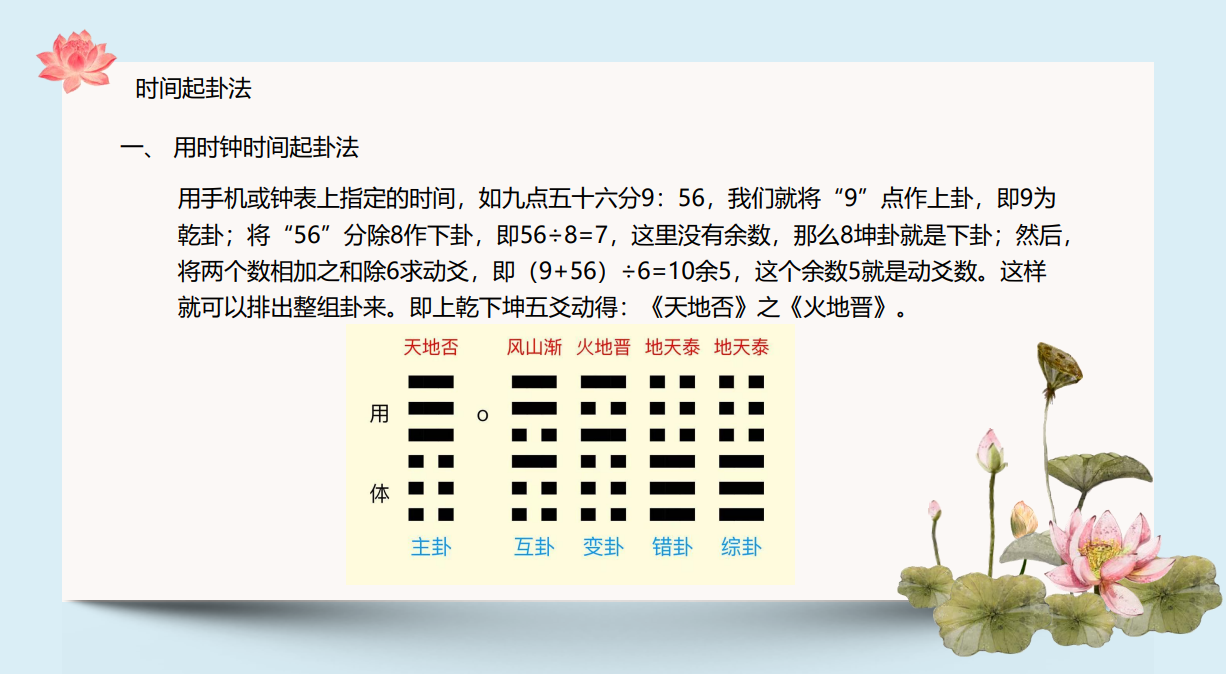 时间起卦法
一、 用时钟时间起卦法
用手机或钟表上指定的时间，如九点五十六分9：56，我们就将“9”点作上卦，即9为
乾卦；将“56”分除8作下卦，即56÷8=7，这里没有余数，那么8坤卦就是下卦；然后，
将两个数相加之和除6求动爻，即（9+56）÷6=10余5，这个余数5就是动爻数。这样
就可以排出整组卦来。即上乾下坤五爻动得：《天地否》之《火地晋》。
天地否 风山渐 火地晋 地天泰 地天泰
用 o
体
主卦 互卦 变卦 错卦 综卦